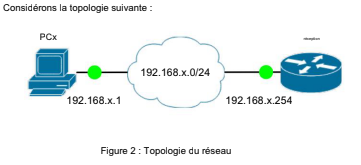 Considérons la topologie suivante :
PCx
192.168.x.0/24
192.168.x.1
192.168.x.254
Figure 2 : Topologie du réseau